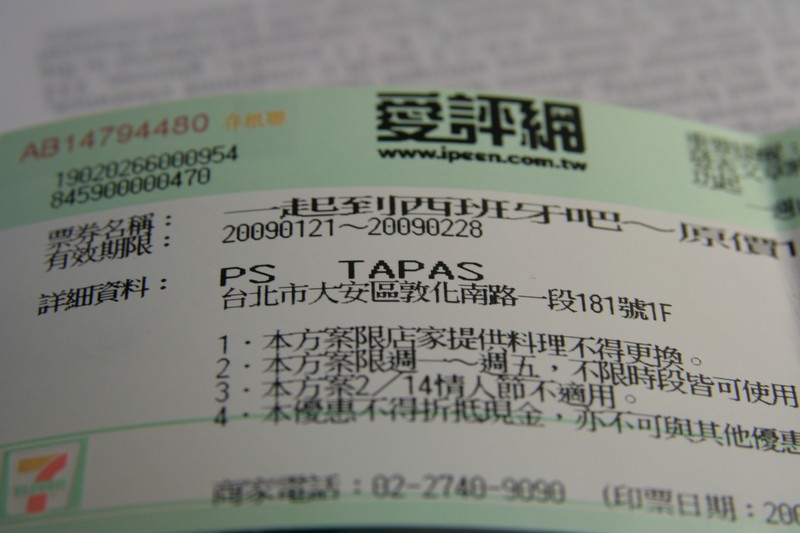 AB14794480 存根聯
愛評網
www.ipeen.com.tw
19020266000954
845900000470
票券名稱：一起到西班牙吧～原價1
有效期限：20090121～20090228
詳細資料：PS TAPAS
台北市大安區敦化南路一段181號1F
1．本方案限店家提供料理不得更換。
2．本方案限週一～週五，不限時段皆可使用
3．本方案2／14情人節不適用。
4．本優惠不得折抵現金，亦不可與其他優惠
商家電話：02-2740-9090 (印票日期：200